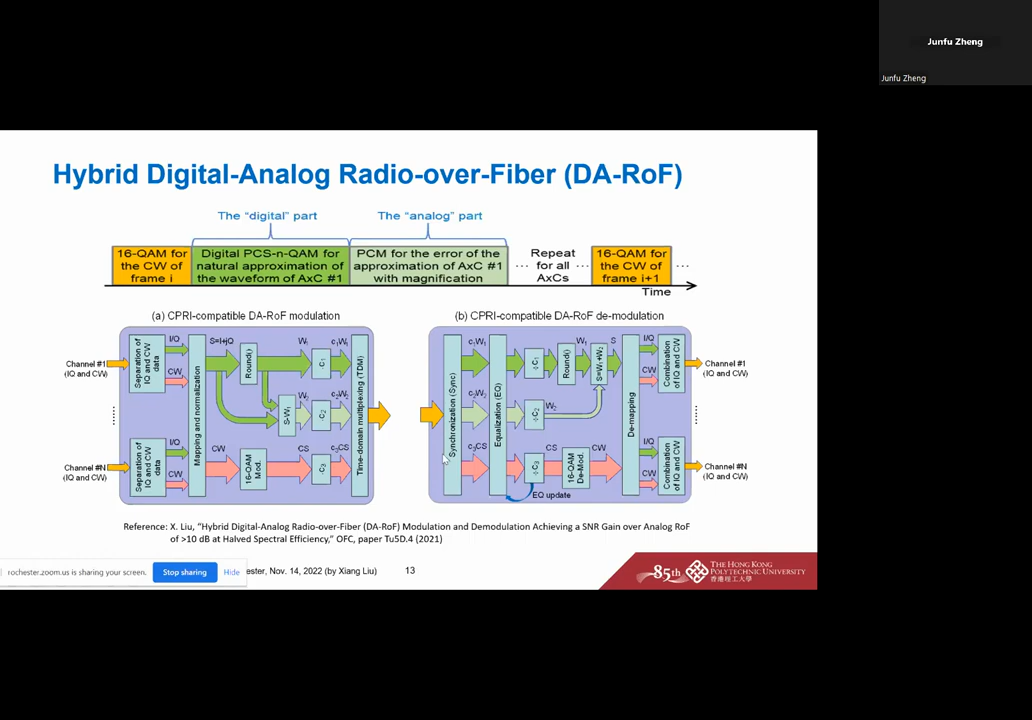 Junfu Zheng
Junfu Zheng
Hybrid Digital-Analog Radio-over-Fiber (DA-RoF)
The "digital" part
The "analog" part
16-QAM for
the CW of
frame i
Digital PCS-n-QAM for
natural approximation of
the waveform of AxC #1
PCM for the error of the
approximation of AxC #1
with magnification
... Repeat ...
for all
AxCs
16-QAM for
the CW of
frame i+1
...
Time
(a) CPRI-compatible DA-RoF modulation
Channel #1
(IQ and CW)
Channel #N
(IQ and CW)
Separation of
IQ and CW
data
Separation of
IQ and CW
data
I/Q
CW
I/Q
CW
Mapping and normalization
S=I+jQ
Round()
W₁
÷C₁
c₁W₁
S-W₁
W₂
÷C₂
c₂W₂
CW
16-QAM
Mod.
CS
C₃
c₃CS
Time-domain multiplexing (TDM)
(b) CPRI-compatible DA-RoF de-modulation
Synchronization (Sync)
c₁W₁
c₂W₂
c₃CS
Equalization (EQ)
÷C₁
Round()
W₁
S=W₁+W₂
S
÷C₂
W₂
÷C₃
CS
16-QAM
De-Mod.
CW
EQ update
De-mapping
I/Q
CW
I/Q
CW
Combination
of IQ and CW
Combination
of IQ and CW
Channel #1
(IQ and CW)
Channel #N
(IQ and CW)
Reference: X. Liu, "Hybrid Digital-Analog Radio-over-Fiber (DA-RoF) Modulation and Demodulation Achieving a SNR Gain over Analog RoF
of >10 dB at Halved Spectral Efficiency," OFC, paper Tu5D.4 (2021)
rochester.zoom.us is sharing your screen.
Stop sharing
Hide
ester, Nov. 14, 2022 (by Xiang Liu)
13
85th
THE HONG KONG
POLYTECHNIC UNIVERSITY
香港理工大學